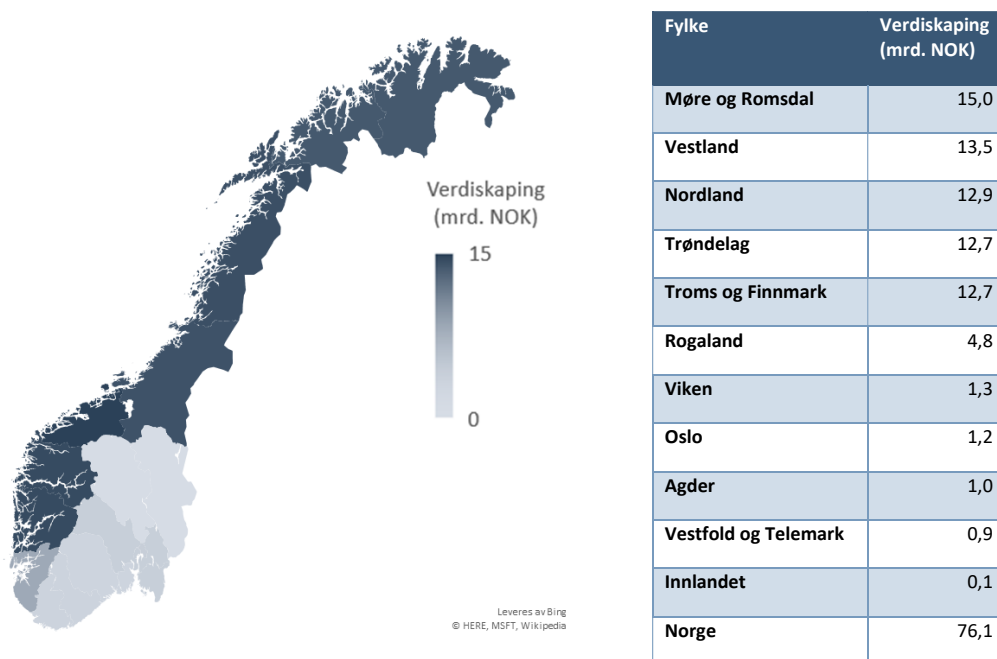 Verdiskaping
(mrd. NOK)
15
0
Leveres av Bing
© HERE, MSFT, Wikipedia
Fylke Verdiskaping
(mrd. NOK)
Møre og Romsdal 15,0
Vestland 13,5
Nordland 12,9
Trøndelag 12,7
Troms og Finnmark 12,7
Rogaland 4,8
Viken 1,3
Oslo 1,2
Agder 1,0
Vestfold og Telemark 0,9
Innlandet 0,1
Norge 76,1